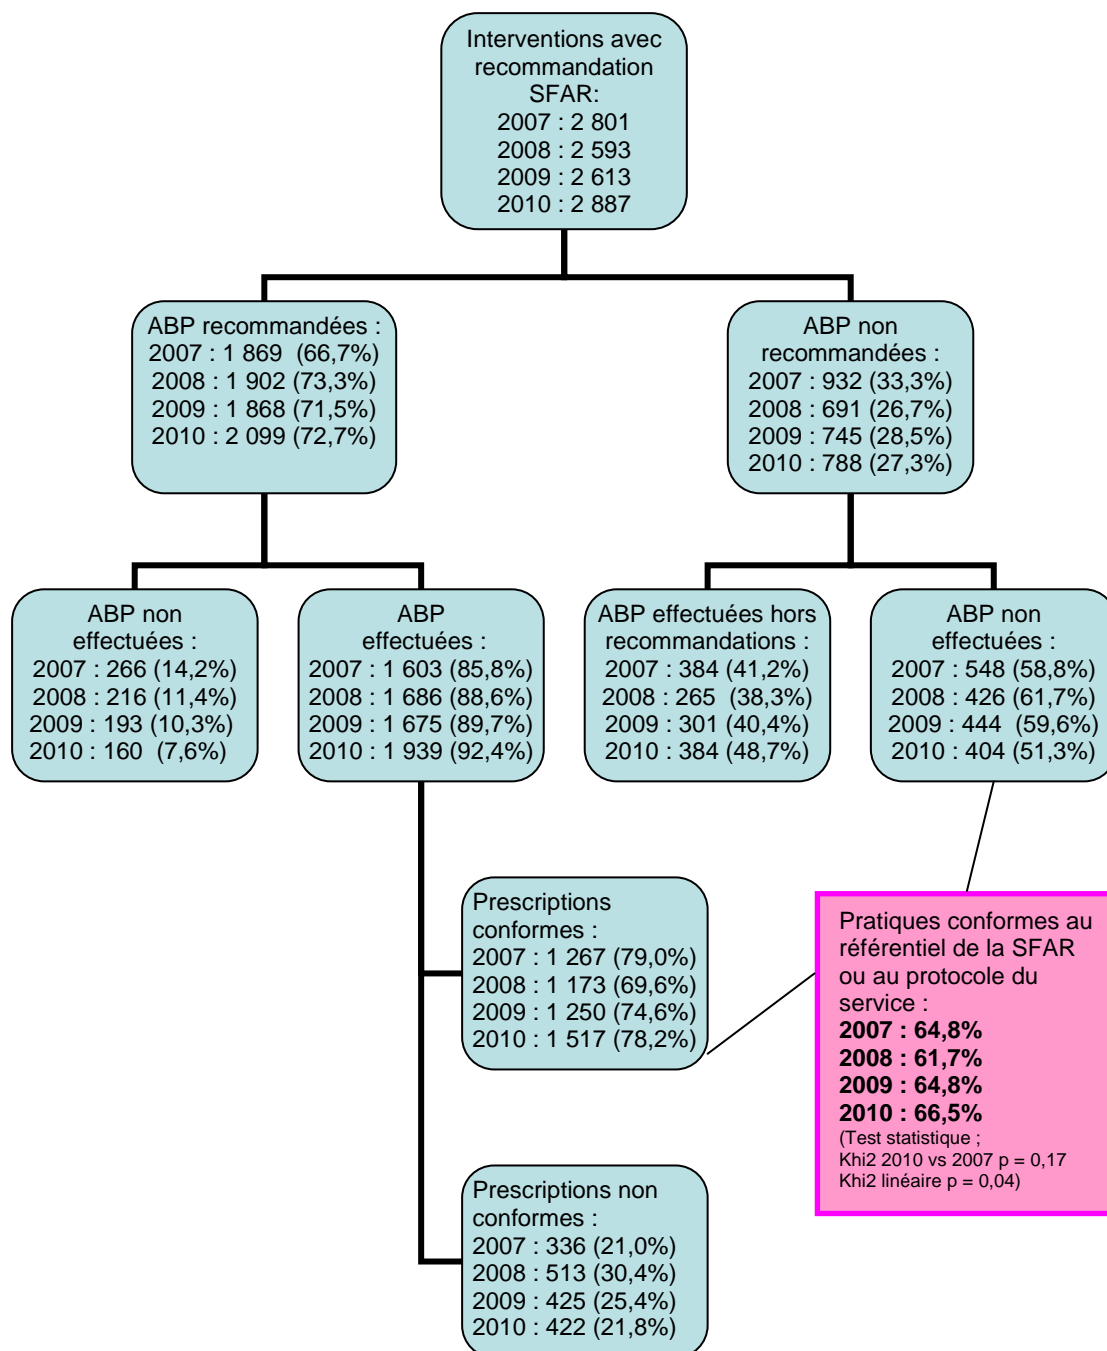 Interventions avec
recommandation
SFAR:
2007 : 2 801
2008 : 2 593
2009 : 2 613
2010 : 2 887
ABP recommandées :
2007 : 1 869 (66,7%)
2008 : 1 902 (73,3%)
2009 : 1 868 (71,5%)
2010 : 2 099 (72,7%)
ABP non
recommandées :
2007 : 932 (33,3%)
2008 : 691 (26,7%)
2009 : 745 (28,5%)
2010 : 788 (27,3%)
ABP non
effectuées :
2007 : 266 (14,2%)
2008 : 216 (11,4%)
2009 : 193 (10,3%)
2010 : 160 (7,6%)
ABP
effectuées :
2007 : 1 603 (85,8%)
2008 : 1 686 (88,6%)
2009 : 1 675 (89,7%)
2010 : 1 939 (92,4%)
ABP effectuées hors
recommandations :
2007 : 384 (41,2%)
2008 : 265 (38,3%)
2009 : 301 (40,4%)
2010 : 384 (48,7%)
ABP non
effectuées :
2007 : 548 (58,8%)
2008 : 426 (61,7%)
2009 : 444 (59,6%)
2010 : 404 (51,3%)
Prescriptions
conformes :
2007 : 1 267 (79,0%)
2008 : 1 173 (69,6%)
2009 : 1 250 (74,6%)
2010 : 1 517 (78,2%)
Pratiques conformes au
référentiel de la SFAR
ou au protocole du
service :
2007 : 64,8%
2008 : 61,7%
2009 : 64,8%
2010 : 66,5%
(Test statistique ;
Khi2 2010 vs 2007 p = 0,17
Khi2 linéaire p = 0,04)
Prescriptions non
conformes :
2007 : 336 (21,0%)
2008 : 513 (30,4%)
2009 : 425 (25,4%)
2010 : 422 (21,8%)